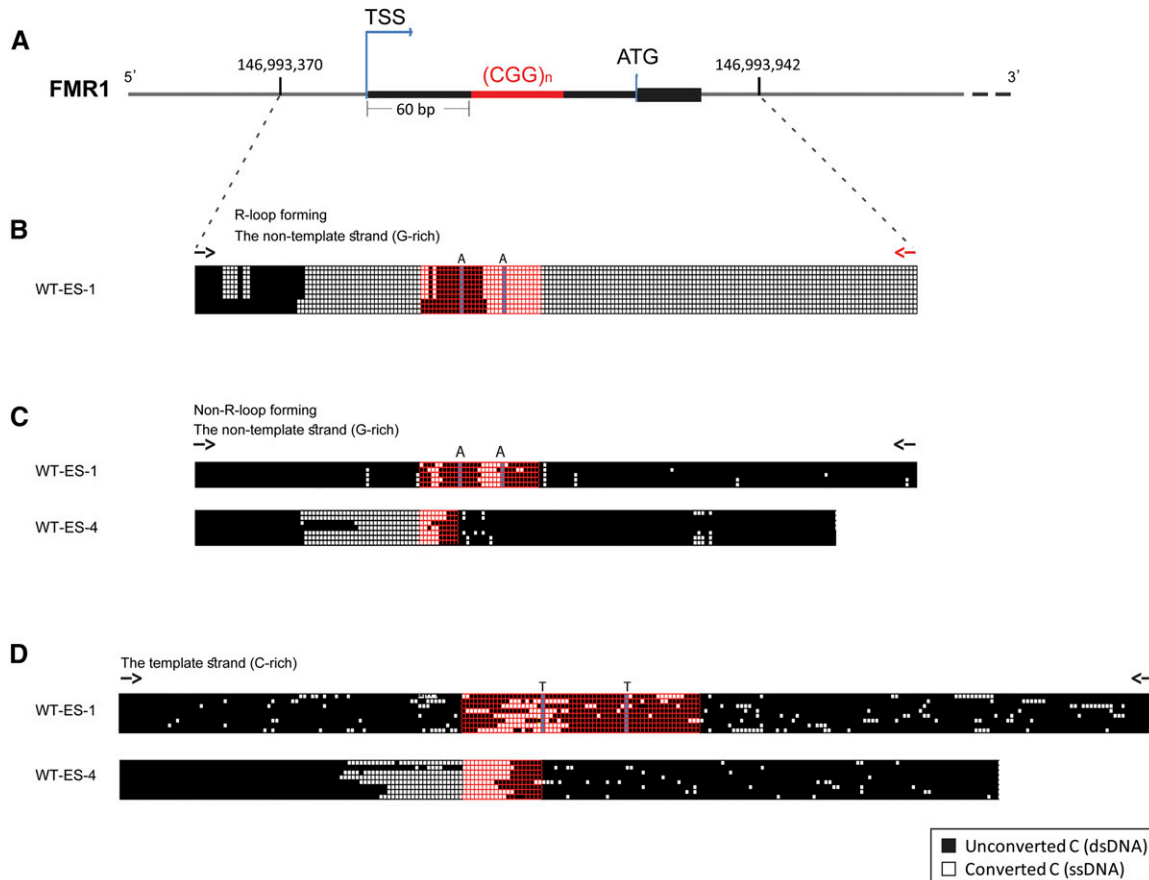 A
TSS
146,993,370
(CGG)n
ATG
146,993,942
5’
3’
FMR1
60 bp
R-loop forming
B
The non-template strand (G-rich)
A A
WT-ES-1
C
Non-R-loop forming
The non-template strand (G-rich)
A A
WT-ES-1
WT-ES-4
D
The template strand (C-rich)
T T
WT-ES-1
WT-ES-4
Unconverted C (dsDNA)
Converted C (ssDNA)